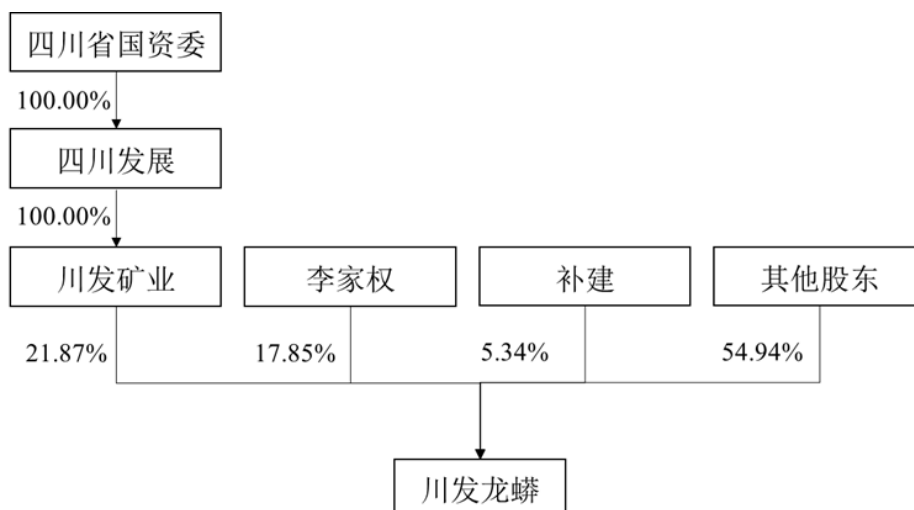 四川省国资委
100.00%
四川发展
100.00%
川发矿业
李家权
补建
其他股东
21.87%
17.85%
5.34%
54.94%
川发龙蟒